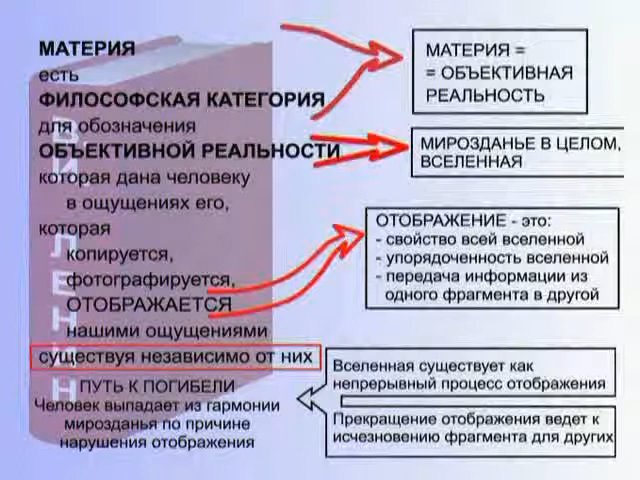 МАТЕРИЯ
есть
ФИЛОСОФСКАЯ КАТЕГОРИЯ
для обозначения
ОБЪЕКТИВНОЙ РЕАЛЬНОСТИ
которая дана человеку
в ощущениях его,
которая
копируется,
фотографируется,
ОТОБРАЖАЕТСЯ
нашими ощущениями
существуя независимо от них
ПУТЬ К ПОГИБЕЛИ
Человек выпадает из гармонии
мирозданья по причине
нарушения отображения
В.И. ЛЕНИН
МАТЕРИЯ =
= ОБЪЕКТИВНАЯ
РЕАЛЬНОСТЬ
МИРОЗДАНЬЕ В ЦЕЛОМ,
ВСЕЛЕННАЯ
ОТОБРАЖЕНИЕ - это:
- свойство всей вселенной
- упорядоченность вселенной
- передача информации из
одного фрагмента в другой
Вселенная существует как
непрерывный процесс отображения
Прекращение отображения ведет к
исчезновению фрагмента для других